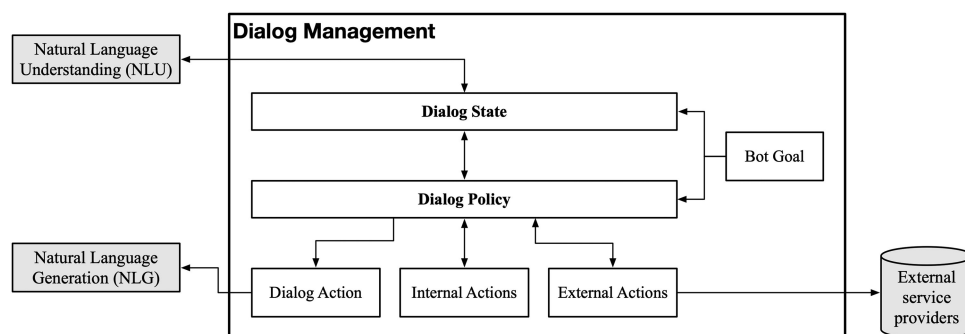 Dialog Management
Natural Language
Understanding (NLU)
Dialog State
Bot Goal
Dialog Policy
Natural Language
Generation (NLG)
Dialog Action
Internal Actions
External Actions
External
service
providers